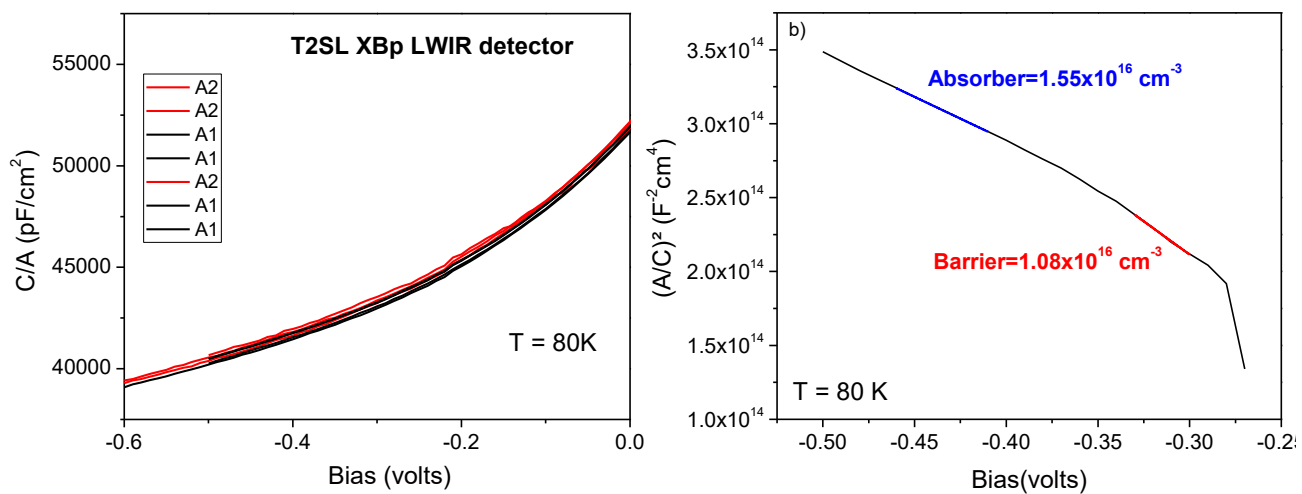 T2SL XBp LWIR detector
55000
50000
45000
40000
C/A (pF/cm²)
A2
A2
A1
A1
A2
A1
A1
T = 80K
-0.6
-0.4
-0.2
0.0
Bias (volts)
b)
3.5x10¹⁴
3.0x10¹⁴
2.5x10¹⁴
2.0x10¹⁴
1.5x10¹⁴
1.0x10¹⁴
(A/C)² (F⁻²cm⁴)
Absorber=1.55x10¹⁶ cm⁻³
Barrier=1.08x10¹⁶ cm⁻³
T = 80 K
-0.50
-0.45
-0.40
-0.35
-0.30
-0.25
Bias(volts)